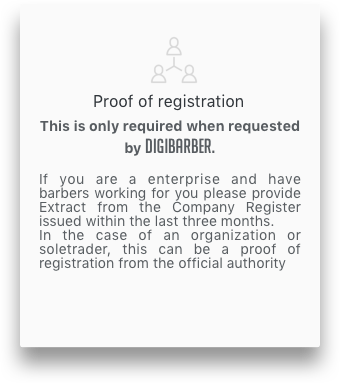 Proof of registration
This is only required when requested
by DIGIBARBER.
If you are a enterprise and have
barbers working for you please provide
Extract from the Company Register
issued within the last three months.
In the case of an organization or
soletrader, this can be a proof of
registration from the official authority